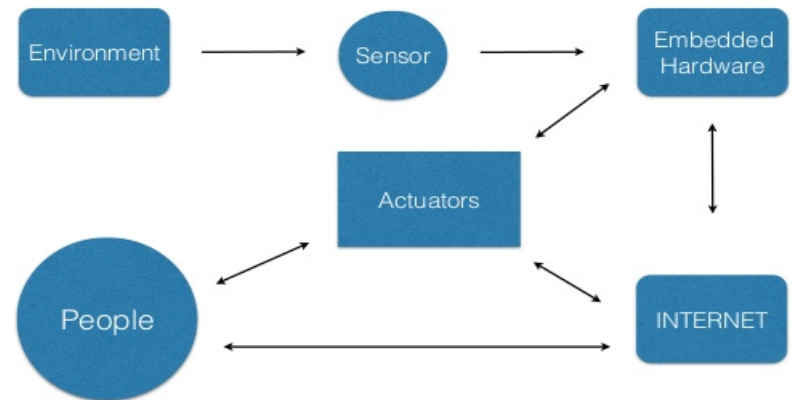 Environment
Sensor
Embedded
Hardware
Actuators
People
INTERNET